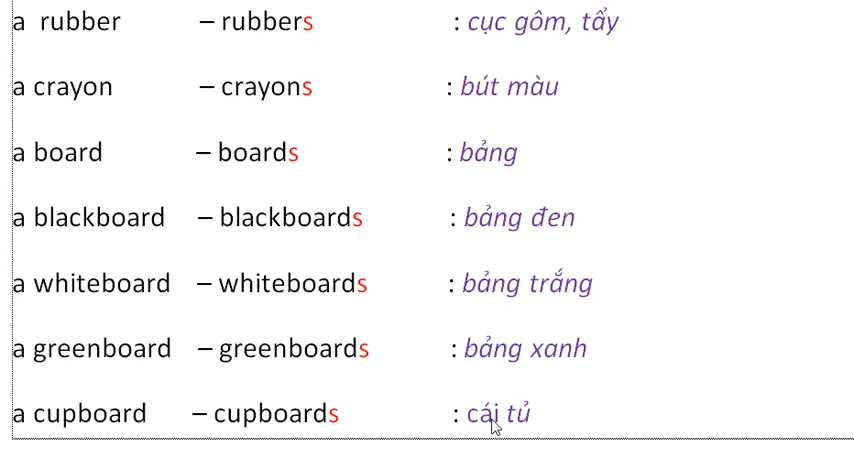 a rubber – rubbers : cục gôm, tẩy
a crayon – crayons : bút màu
a board – boards : bảng
a blackboard – blackboards : bảng đen
a whiteboard – whiteboards : bảng trắng
a greenboard – greenboards : bảng xanh
a cupboard – cupboards : cái tủ